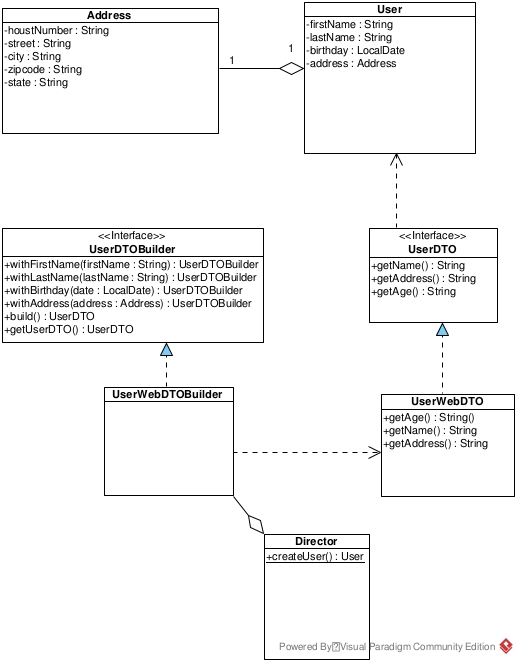 Address
-houstNumber : String
-street : String
-city : String
-zipcode : String
-state : String
1
1
User
-firstName : String
-lastName : String
-birthday : LocalDate
-address : Address
<<Interface>>
UserDTOBuilder
+withFirstName(firstName : String) : UserDTOBuilder
+withLastName(lastName : String) : UserDTOBuilder
+withBirthday(date : LocalDate) : UserDTOBuilder
+withAddress(address : Address) : UserDTOBuilder
+build() : UserDTO
+getUserDTO() : UserDTO
<<Interface>>
UserDTO
+getName() : String
+getAddress() : String
+getAge() : String
UserWebDTOBuilder
UserWebDTO
+getAge() : String()
+getName() : String
+getAddress() : String
Director
+createUser() : User
Powered By Visual Paradigm Community Edition